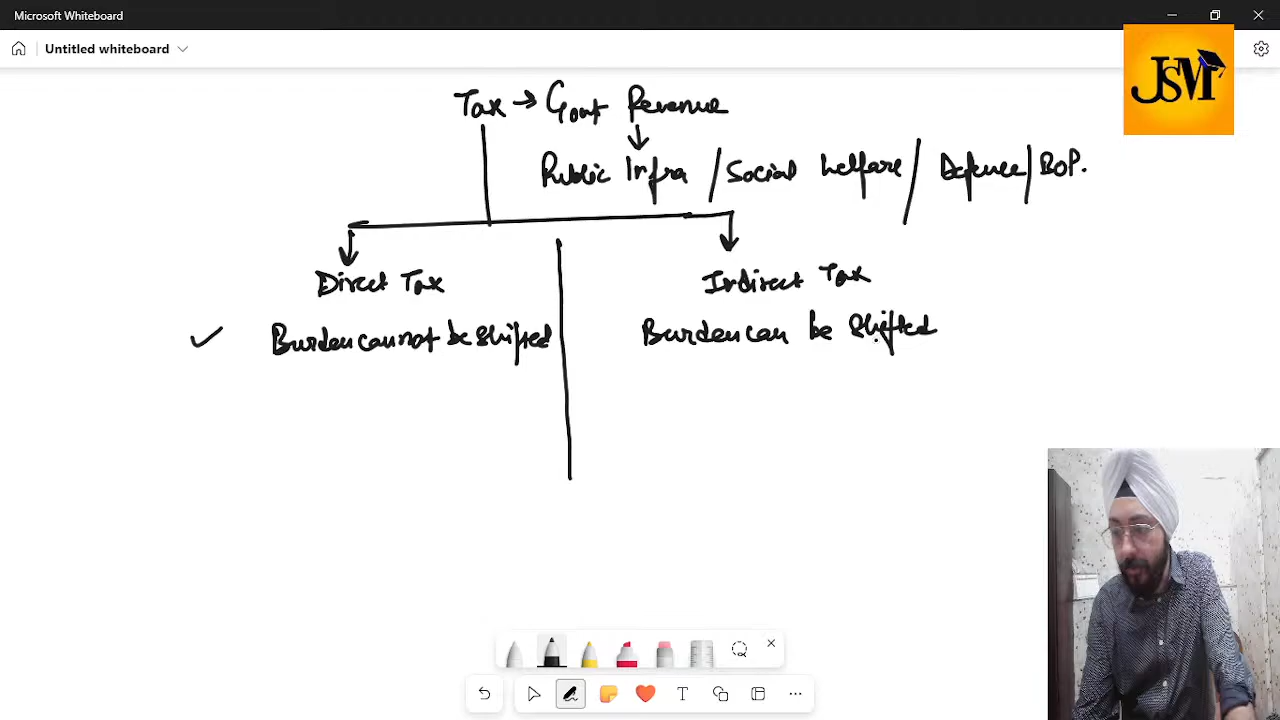 Microsoft Whiteboard
Untitled whiteboard
JSM
Tax → Govt Revenue
Public Infra / Social Welfare / Defence / BOP.
Direct Tax
Indirect Tax
✓ Burden cannot be shifted
Burden can be shifted